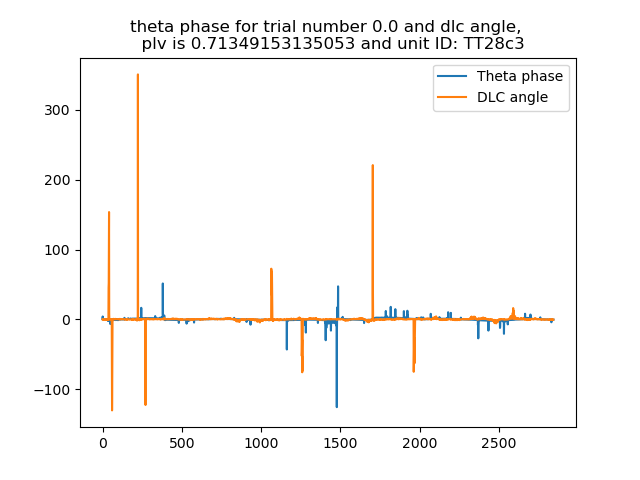 theta phase for trial number 0.0 and dlc angle,
plv is 0.71349153135053 and unit ID: TT28c3
Theta phase
DLC angle
300
200
100
0
−100
0
500
1000
1500
2000
2500